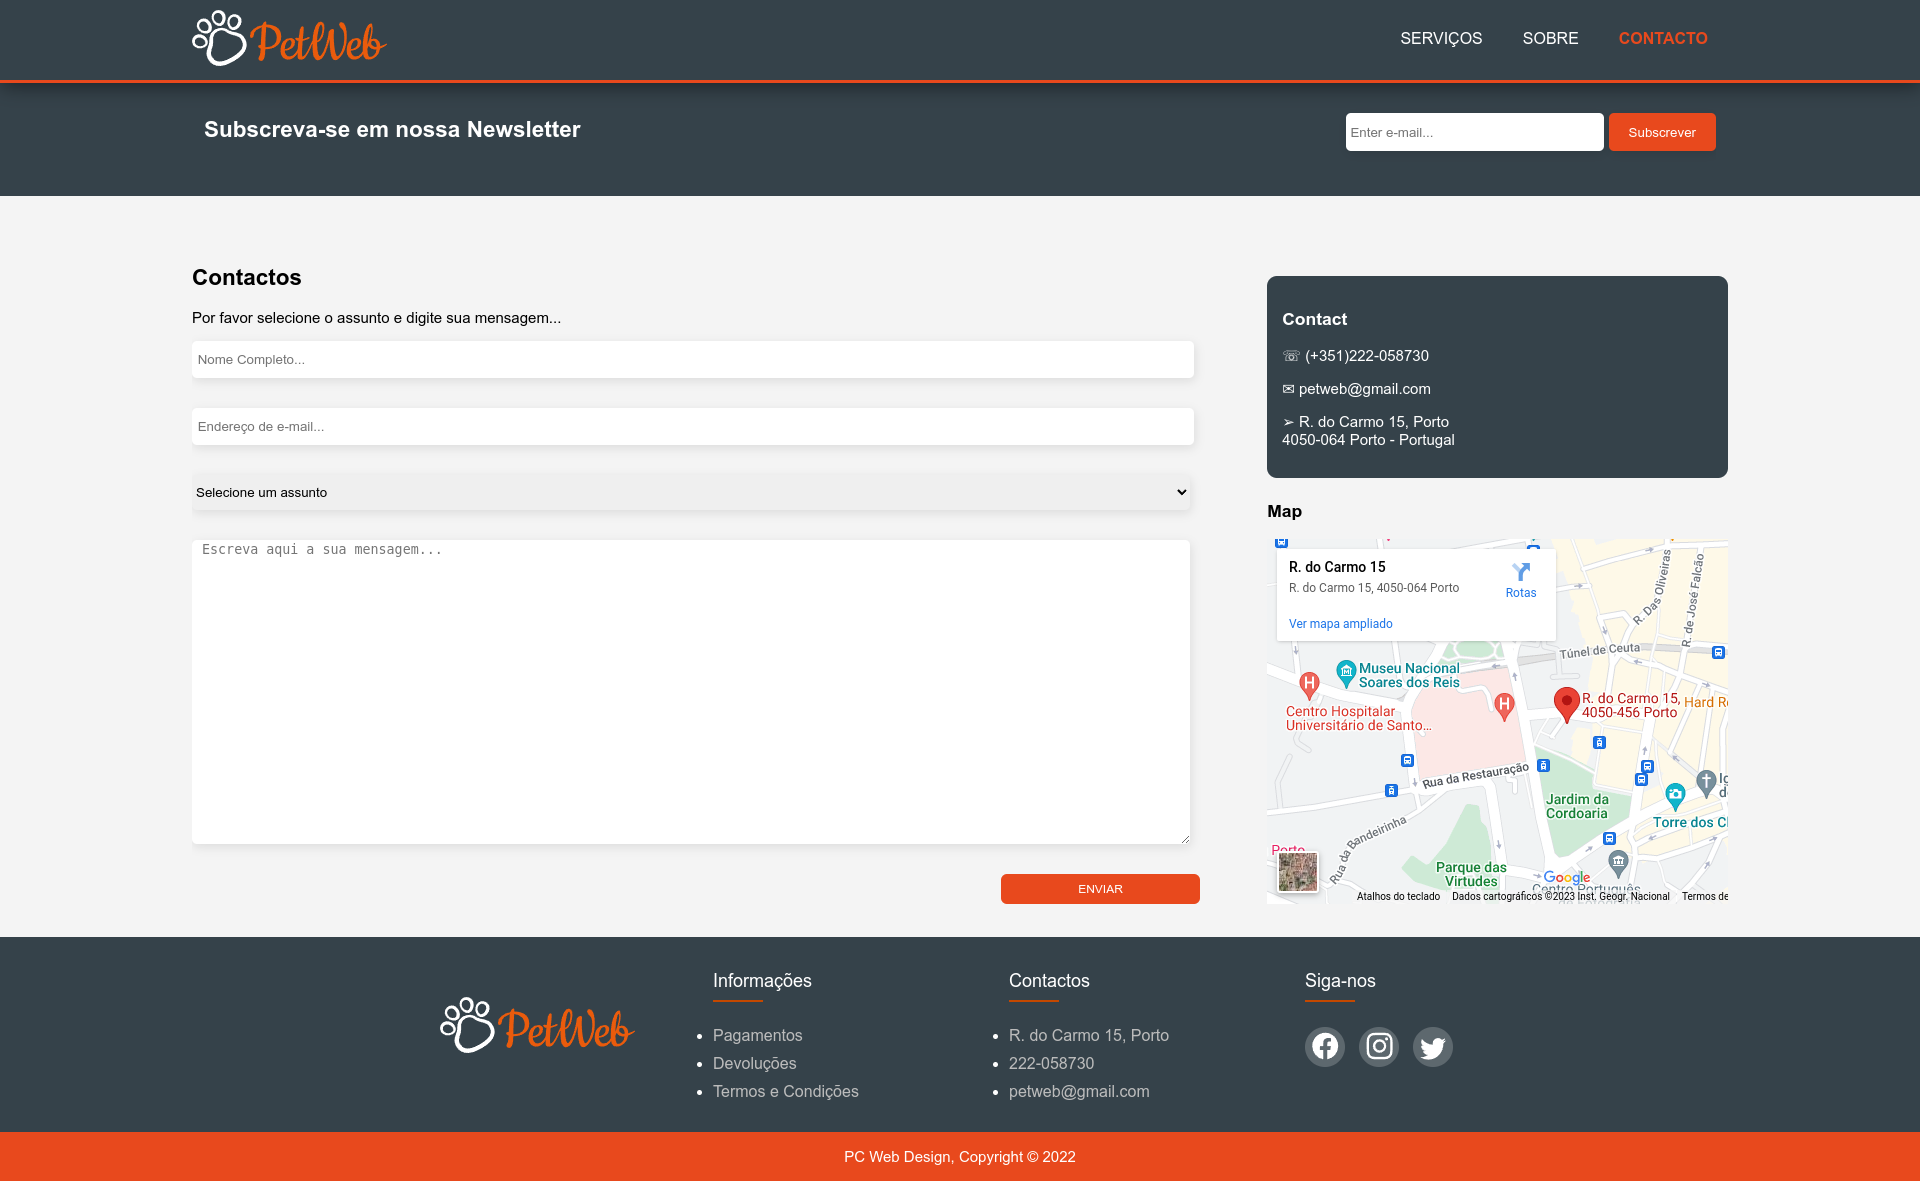 PetWeb
SERVIÇOS SOBRE CONTACTO
Subscreva-se em nossa Newsletter
Enter e-mail...
Subscrever
Contactos
Por favor selecione o assunto e digite sua mensagem...
Nome Completo...
Endereço de e-mail...
Selecione um assunto
Escreva aqui a sua mensagem...
ENVIAR
Contact
☏ (+351)222-058730
✉ petweb@gmail.com
➢ R. do Carmo 15, Porto
4050-064 Porto - Portugal
Map
R. do Carmo 15
R. do Carmo 15, 4050-064 Porto
Rotas
Ver mapa ampliado
R. Das Oliveiras
R. de José Falcão
Túnel de Ceuta
Museu Nacional
Soares dos Reis
Centro Hospitalar
Universitário de Santo...
R. do Carmo 15,
4050-456 Porto
Hard R
Rua da Restauração
Jardim da
Cordoaria
Torre dos Cl
Rua da Bandeirinha
Porto
Parque das
Virtudes
Google
Centro Português
Atalhos do teclado Dados cartográficos ©2023 Inst. Geogr. Nacional Termos de
PetWeb
Informações
Pagamentos
Devoluções
Termos e Condições
Contactos
R. do Carmo 15, Porto
222-058730
petweb@gmail.com
Siga-nos
PC Web Design, Copyright © 2022